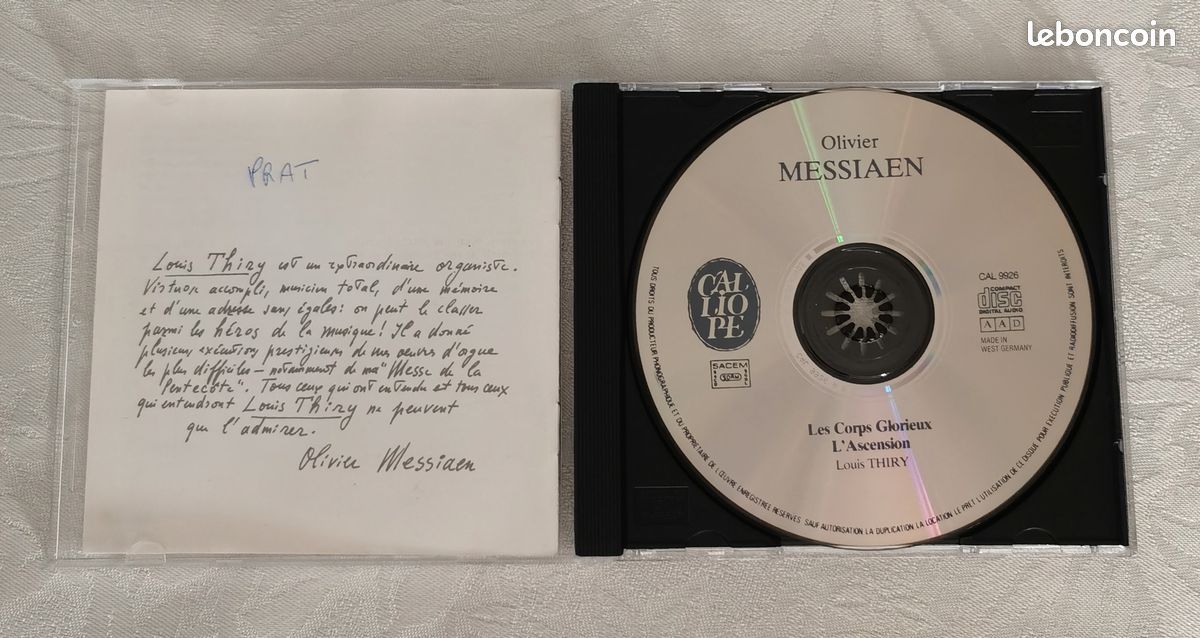 leboncoin
PRAT
Louis Thiry est un extraordinaire organiste.
Virtuose accompli, musicien total, d'une mémoire
et d'une adresse sans égales: on peut le classer
parmi les héros de la musique! Il a donné
plusieurs exécutions prestigieuses de mes œuvres d'orgue
les plus difficiles — notamment de ma "Messe de la
Pentecôte". Tous ceux qui ont entendu et tous ceux
qui entendront Louis Thiry ne peuvent
que l'admirer.
Olivier Messiaen
Olivier
MESSIAEN
CAL
LIO
PE
SACEM
SDRM
CAL 9926
COMPACT
disc
DIGITAL AUDIO
AAD
MADE IN
WEST GERMANY
Les Corps Glorieux
L'Ascension
Louis THIRY
TOUS DROITS DU PRODUCTEUR PHONOGRAPHIQUE ET DU PROPRIETAIRE DE L'ŒUVRE ENREGISTREE RESERVES SAUF AUTORISATION LA DUPLICATION LA LOCATION LE PRET L'UTILISATION DE CE DISQUE POUR EXECUTION PUBLIQUE ET RADIODIFFUSION SONT INTERDITS